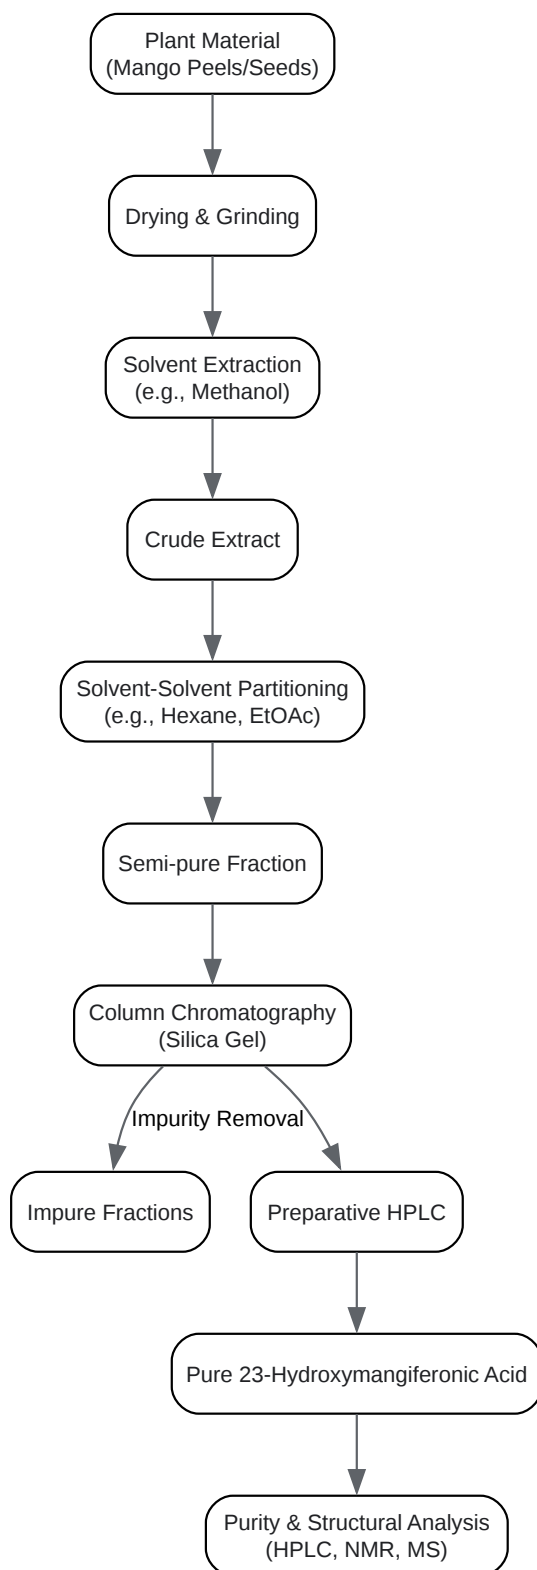 Plant Material
(Mango Peels/Seeds)
Drying & Grinding
Solvent Extraction
(e.g., Methanol)
Crude Extract
Solvent-Solvent Partitioning
(e.g., Hexane, EtOAc)
Semi-pure Fraction
Column Chromatography
(Silica Gel)
Impurity Removal
Impure Fractions
Preparative HPLC
Pure 23-Hydroxymangiferonic Acid
Purity & Structural Analysis
(HPLC, NMR, MS)